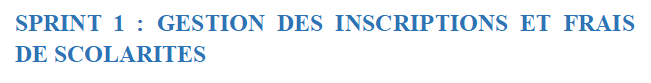 SPRINT 1 : GESTION DES INSCRIPTIONS ET FRAIS
DE SCOLARITES